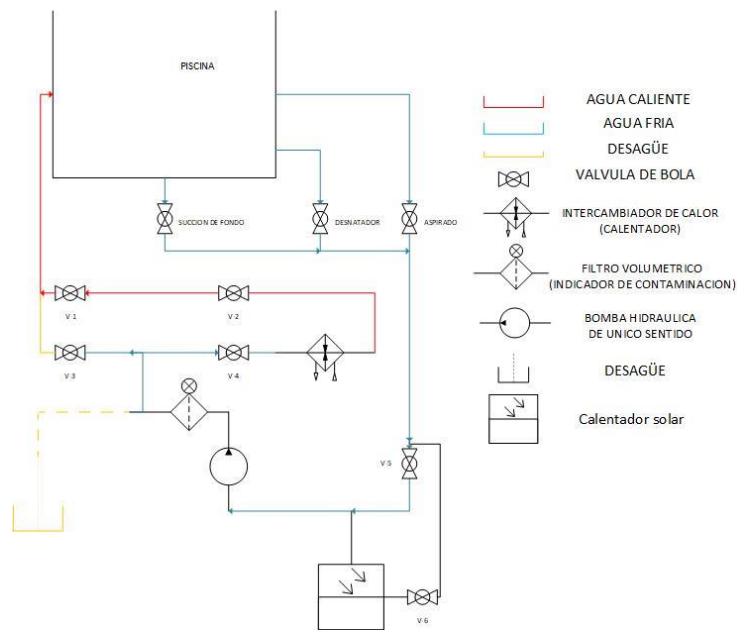 PISCINA
SUCCION DE FONDO
DESNATADOR
ASPIRADO
V-1
V-2
V-3
V-4
V-5
V-6
AGUA CALIENTE
AGUA FRIA
DESAGÜE
VALVULA DE BOLA
INTERCAMBIADOR DE CALOR
(CALENTADOR)
FILTRO VOLUMETRICO
(INDICADOR DE CONTAMINACION)
BOMBA HIDRAULICA
DE UNICO SENTIDO
DESAGÜE
Calentador solar